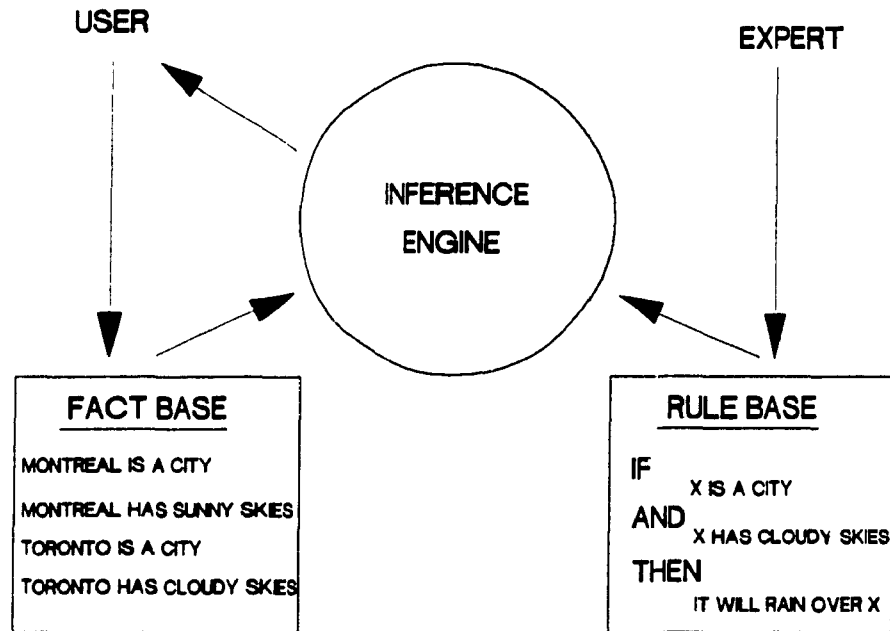 USER
EXPERT
INFERENCE
ENGINE
FACT BASE
MONTREAL IS A CITY
MONTREAL HAS SUNNY SKIES
TORONTO IS A CITY
TORONTO HAS CLOUDY SKIES
RULE BASE
IF
X IS A CITY
AND
X HAS CLOUDY SKIES
THEN
IT WILL RAIN OVER X